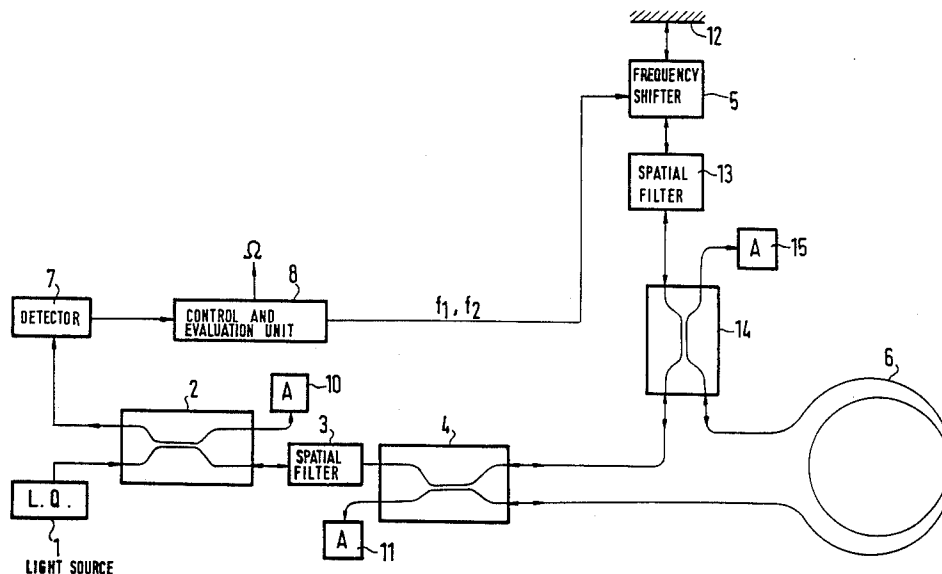 12
FREQUENCY
SHIFTER
5
SPATIAL
FILTER
13
A
15
Ω
7
8
DETECTOR
CONTROL AND
EVALUATION UNIT
f1, f2
14
6
2
A
10
3
4
SPATIAL
FILTER
L.Q.
A
11
1
LIGHT SOURCE